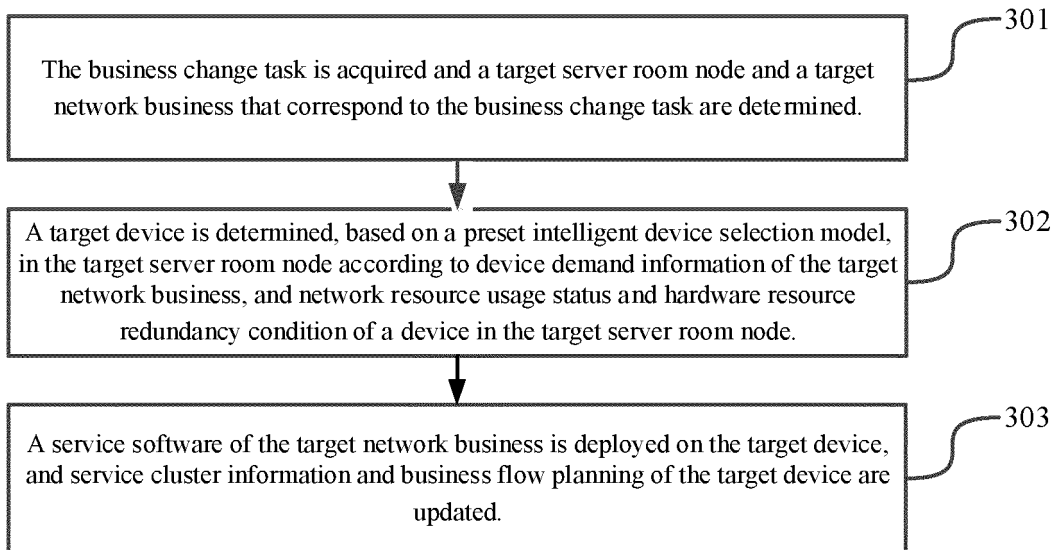 301
The business change task is acquired and a target server room node and a target
network business that correspond to the business change task are determined.
302
A target device is determined, based on a preset intelligent device selection model,
in the target server room node according to device demand information of the target
network business, and network resource usage status and hardware resource
redundancy condition of a device in the target server room node.
303
A service software of the target network business is deployed on the target device,
and service cluster information and business flow planning of the target device are
updated.